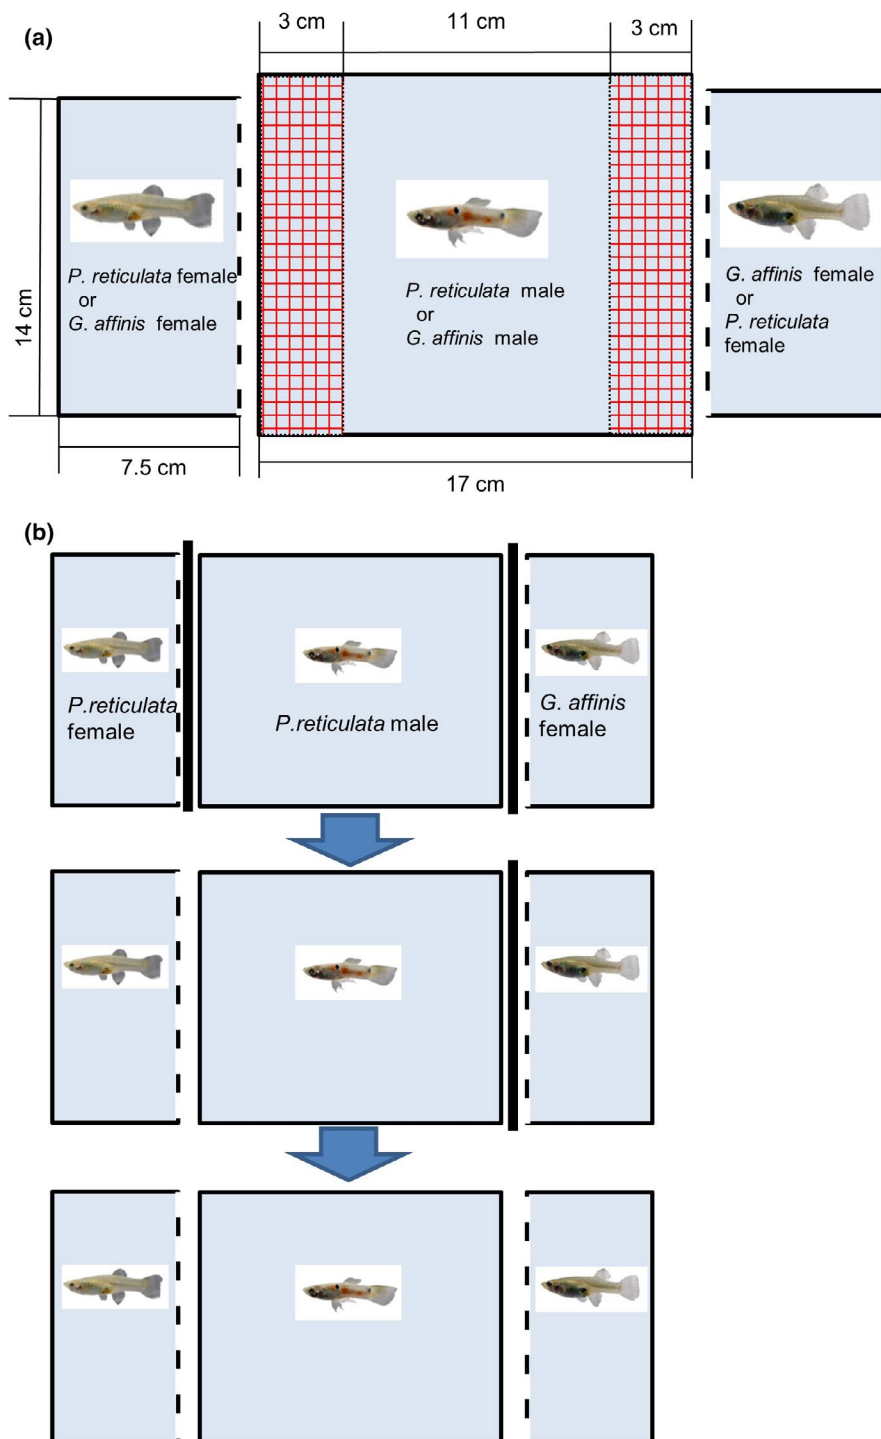 (a)
3 cm
11 cm
3 cm
14 cm
P. reticulata female
or
G. affinis female
P. reticulata male
or
G. affinis male
G. affinis female
or
P. reticulata
female
7.5 cm
17 cm
(b)
P.reticulata
female
P.reticulata male
G. affinis
female